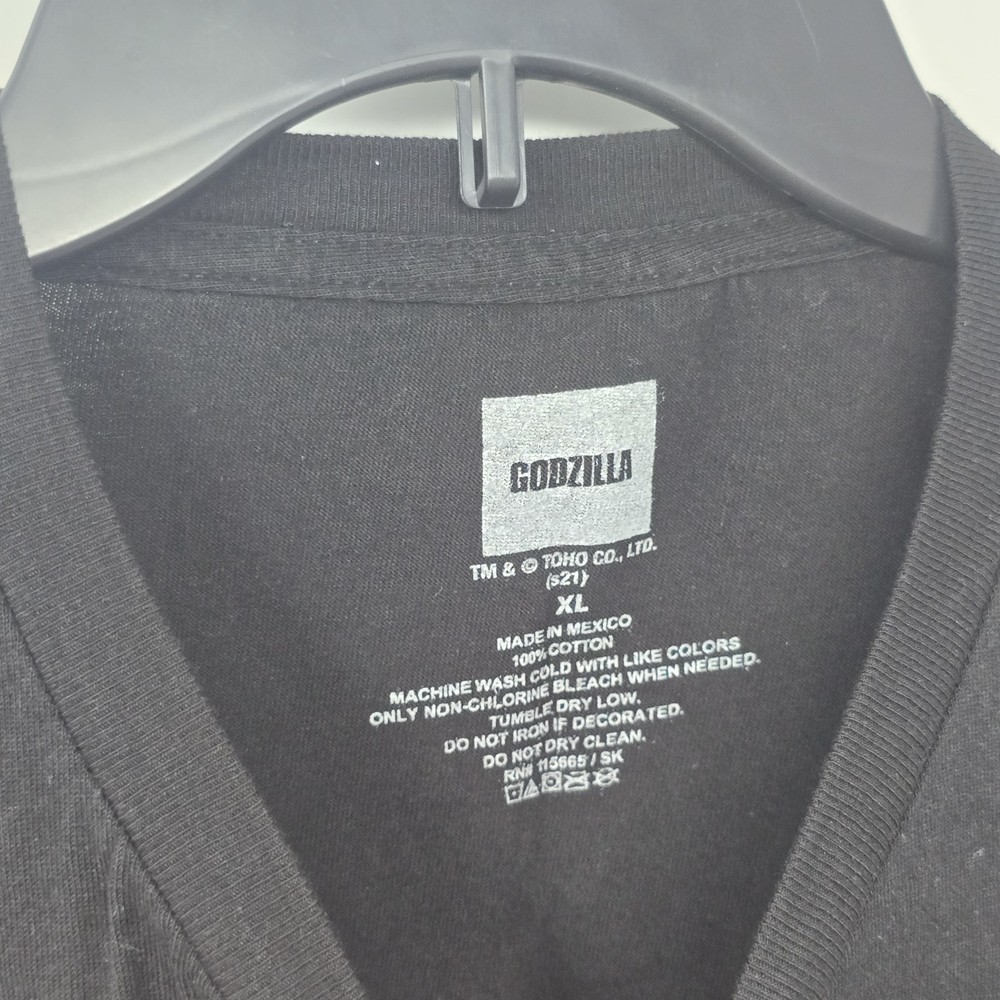 GODZILLA
TM & © TOHO CO., LTD.
(s21)
XL
MADE IN MEXICO
100% COTTON
MACHINE WASH COLD WITH LIKE COLORS
ONLY NON-CHLORINE BLEACH WHEN NEEDED.
TUMBLE DRY LOW.
DO NOT IRON IF DECORATED.
DO NOT DRY CLEAN.
RN# 115665 / SK